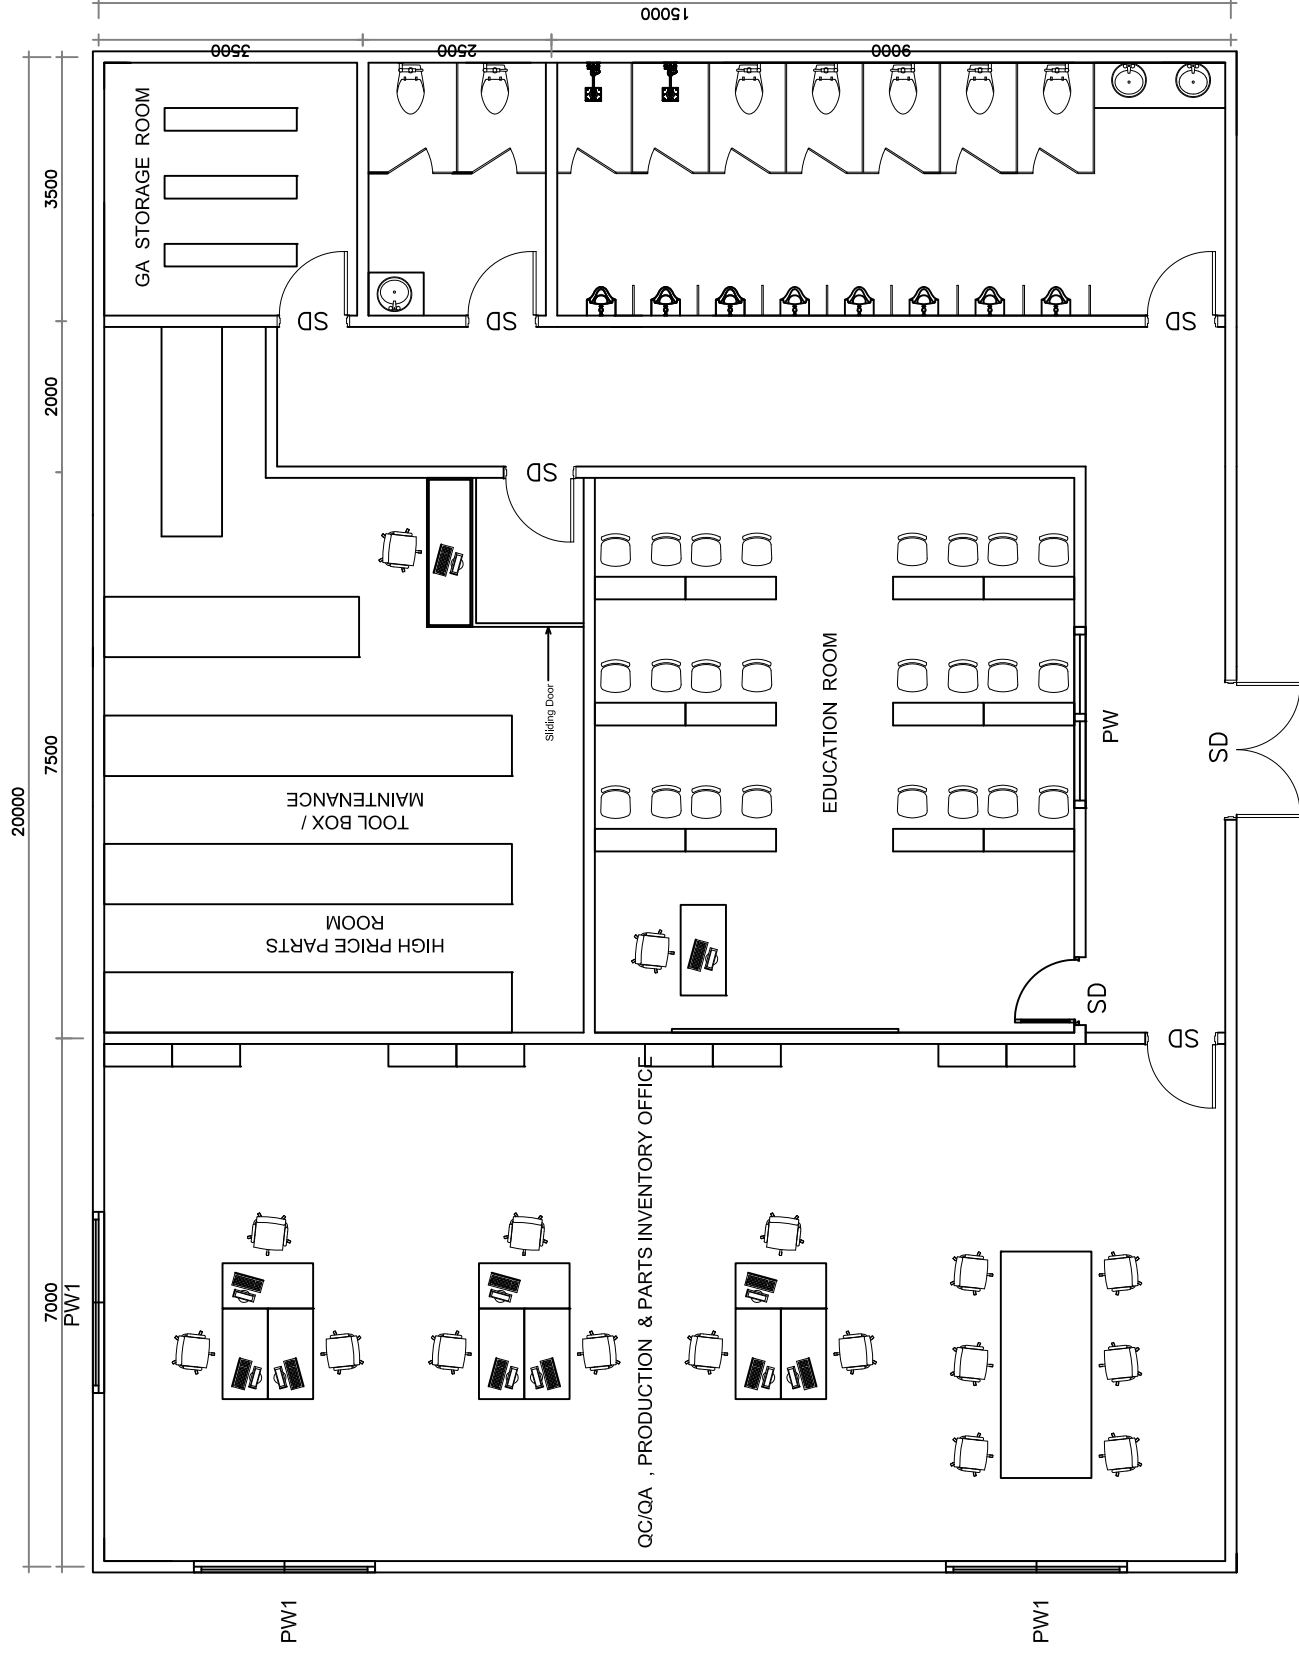 15000
3500
2500
9000
20000
3500
2000
7500
7000
GA STORAGE ROOM
SD
SD
SD
SD
Sliding Door
TOOL BOX /
MAINTENANCE
HIGH PRICE PARTS
ROOM
EDUCATION ROOM
PW
SD
SD
SD
QC/QA , PRODUCTION & PARTS INVENTORY OFFICE
PW1
PW1
PW1